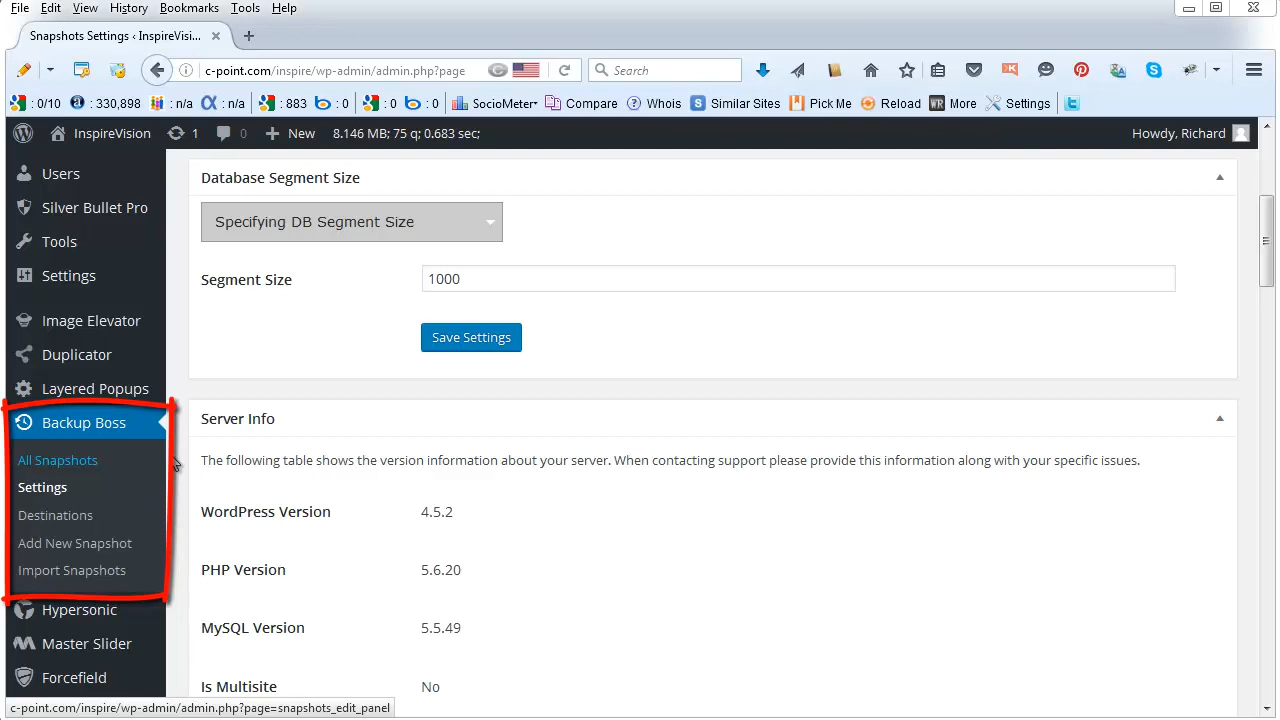 File Edit View History Bookmarks Tools Help
Snapshots Settings ‹ InspireVisi...
c-point.com/inspire/wp-admin/admin.php?page
Search
: 0/10 : 330,898 : n/a : n/a : 883 : 0 : 0 : 0 SocioMeter Compare Whois Similar Sites Pick Me Reload WR More Settings
InspireVision 1 0 New 8.146 MB; 75 q; 0.683 sec; Howdy, Richard
Users
Silver Bullet Pro
Tools
Settings
Image Elevator
Duplicator
Layered Popups
Backup Boss
All Snapshots
Settings
Destinations
Add New Snapshot
Import Snapshots
Hypersonic
Master Slider
Forcefield
Database Segment Size
Specifying DB Segment Size
Segment Size 1000
Save Settings
Server Info
The following table shows the version information about your server. When contacting support please provide this information along with your specific issues.
WordPress Version 4.5.2
PHP Version 5.6.20
MySQL Version 5.5.49
Is Multisite No
c-point.com/inspire/wp-admin/admin.php?page=snapshots_edit_panel